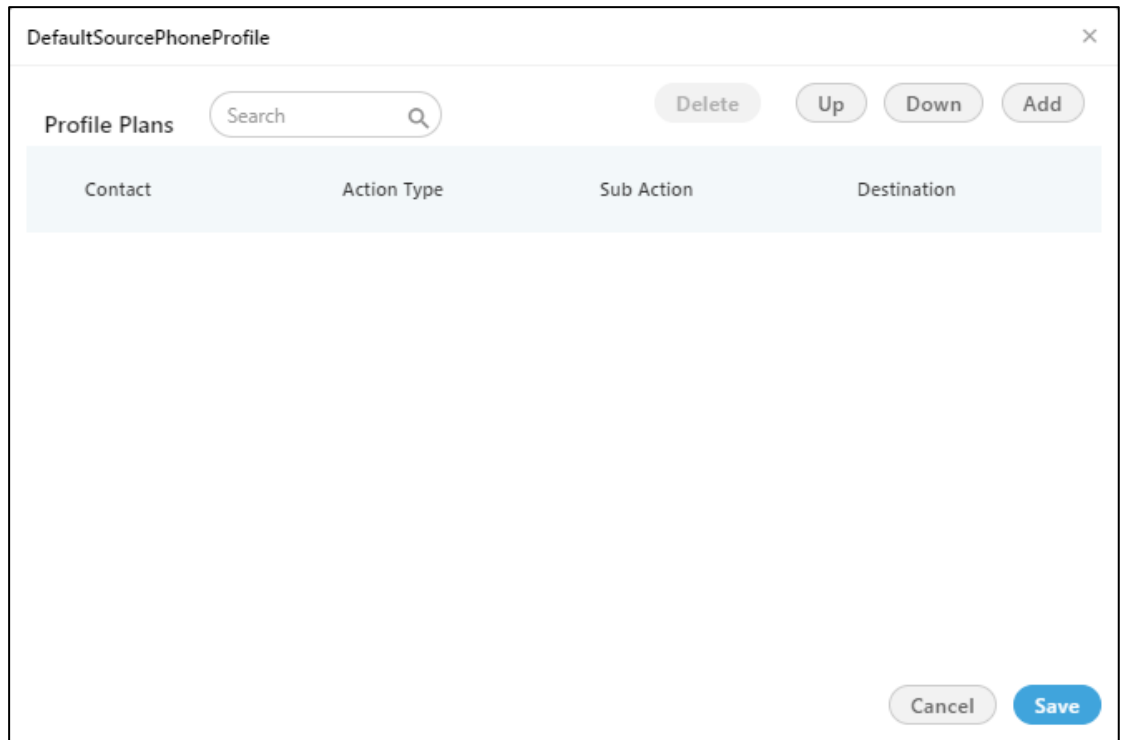 DefaultSourcePhoneProfile
Profile Plans Search Delete Up Down Add
Contact Action Type Sub Action Destination
Cancel Save